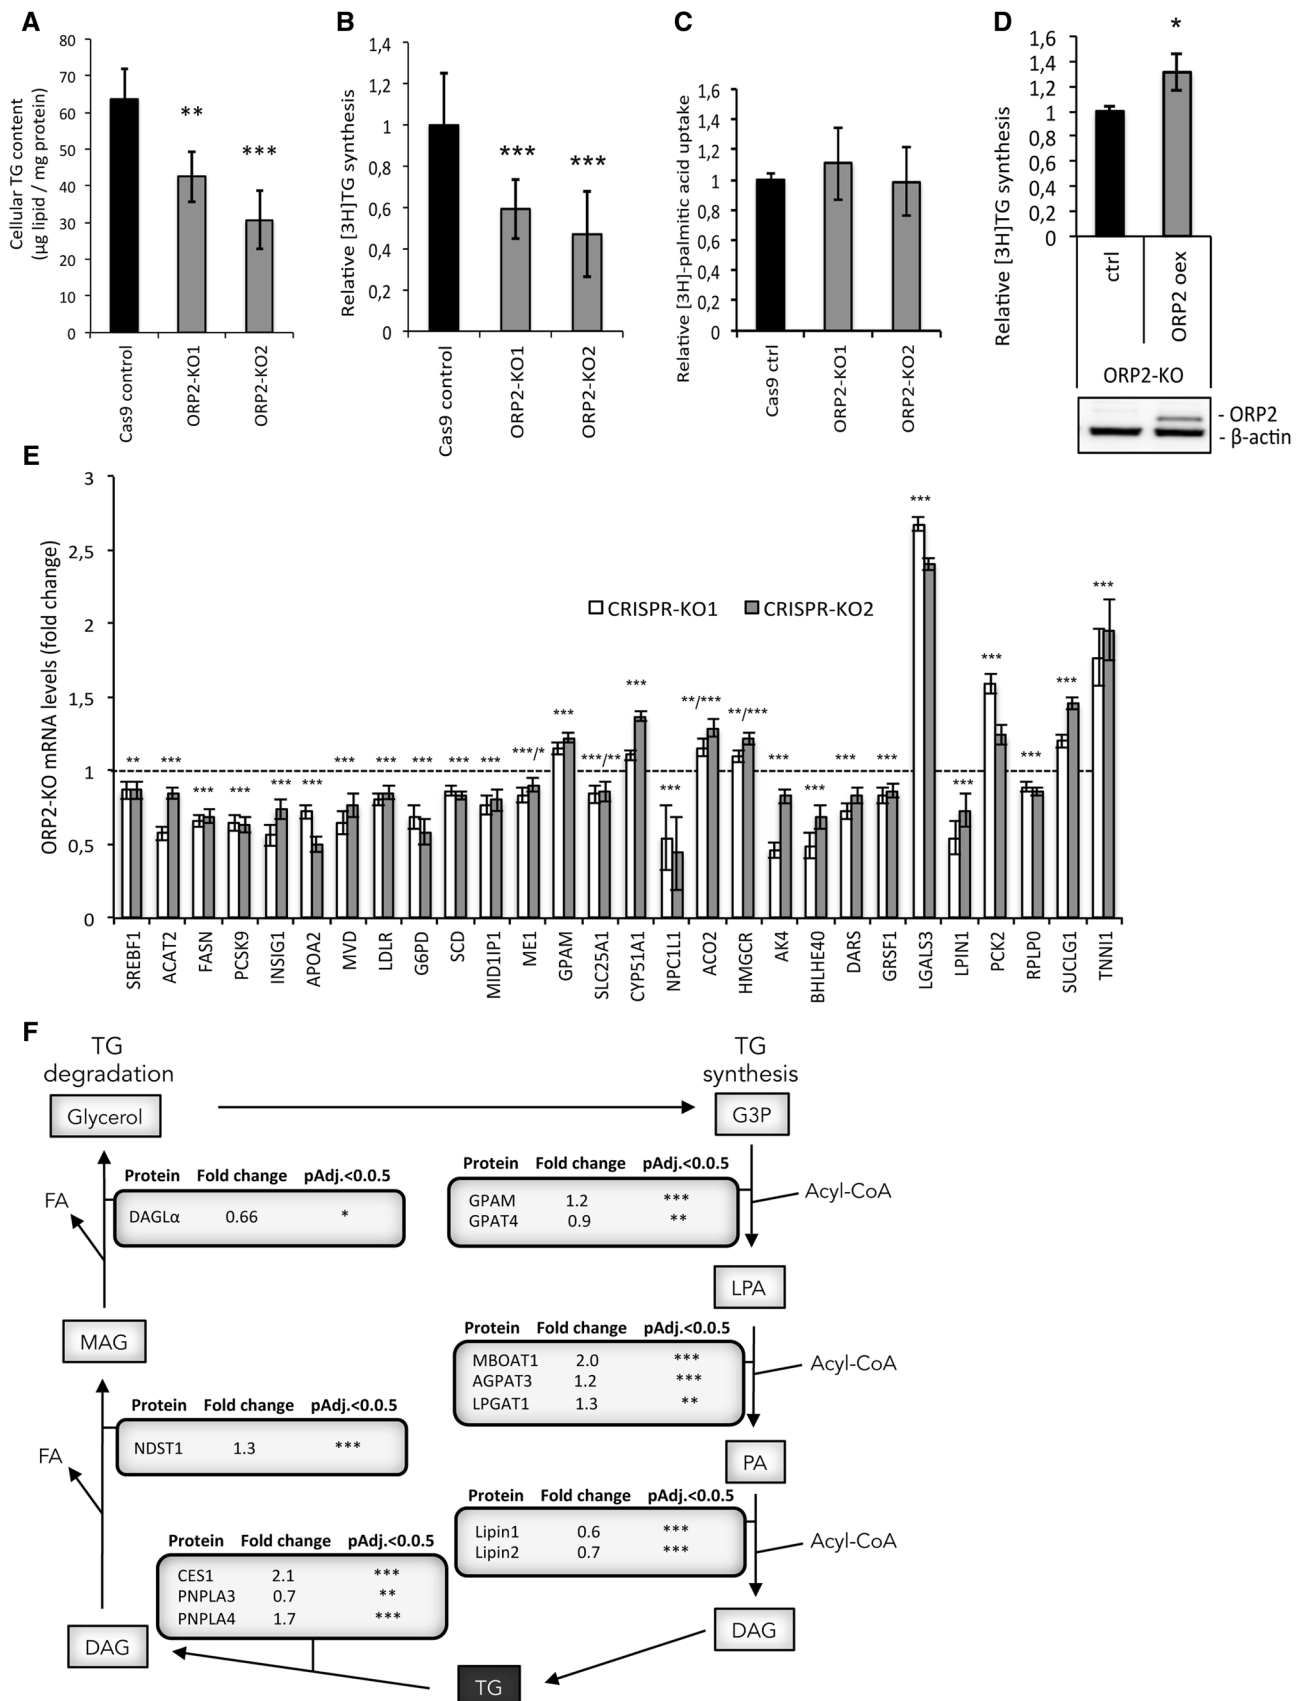 A
Cellular TG content
(µg lipid / mg protein)
80
70
60
50
40
30
20
10
0
**
***
Cas9 control
ORP2-KO1
ORP2-KO2
B
Relative [3H]TG synthesis
1,4
1,2
1
0,8
0,6
0,4
0,2
0
***
***
Cas9 control
ORP2-KO1
ORP2-KO2
C
Relative [3H]-palmitic acid uptake
1,6
1,4
1,2
1
0,8
0,6
0,4
0,2
0
Cas9 ctrl
ORP2-KO1
ORP2-KO2
D
Relative [3H]TG synthesis
1,6
1,4
1,2
1
0,8
0,6
0,4
0,2
0
*
ctrl
ORP2 oex
ORP2-KO
- ORP2
- β-actin
E
ORP2-KO mRNA levels (fold change)
3
2,5
2
1,5
1
0,5
0
CRISPR-KO1
CRISPR-KO2
**
***
***
***
***
***
***
***
***
***
***
***/*
***
***/**
***
***
**/***
**/***
***
***
***
***
***
***
***
***
***
***
SREBF1
ACAT2
FASN
PCSK9
INSIG1
APOA2
MVD
LDLR
G6PD
SCD
MID1IP1
ME1
GPAM
SLC25A1
CYP51A1
NPC1L1
ACO2
HMGCR
AK4
BHLHE40
DARS
GRSF1
LGALS3
LPIN1
PCK2
RPLP0
SUCLG1
TNNI1
F
TG
degradation
Glycerol
Protein Fold change pAdj.<0.0.5
DAGLα 0.66 *
FA
MAG
Protein Fold change pAdj.<0.0.5
NDST1 1.3 ***
FA
Protein Fold change pAdj.<0.0.5
CES1 2.1 ***
PNPLA3 0.7 **
PNPLA4 1.7 ***
DAG
TG
TG
synthesis
G3P
Protein Fold change pAdj.<0.0.5
GPAM 1.2 ***
GPAT4 0.9 **
Acyl-CoA
LPA
Protein Fold change pAdj.<0.0.5
MBOAT1 2.0 ***
AGPAT3 1.2 ***
LPGAT1 1.3 **
Acyl-CoA
PA
Protein Fold change pAdj.<0.0.5
Lipin1 0.6 ***
Lipin2 0.7 ***
Acyl-CoA
DAG